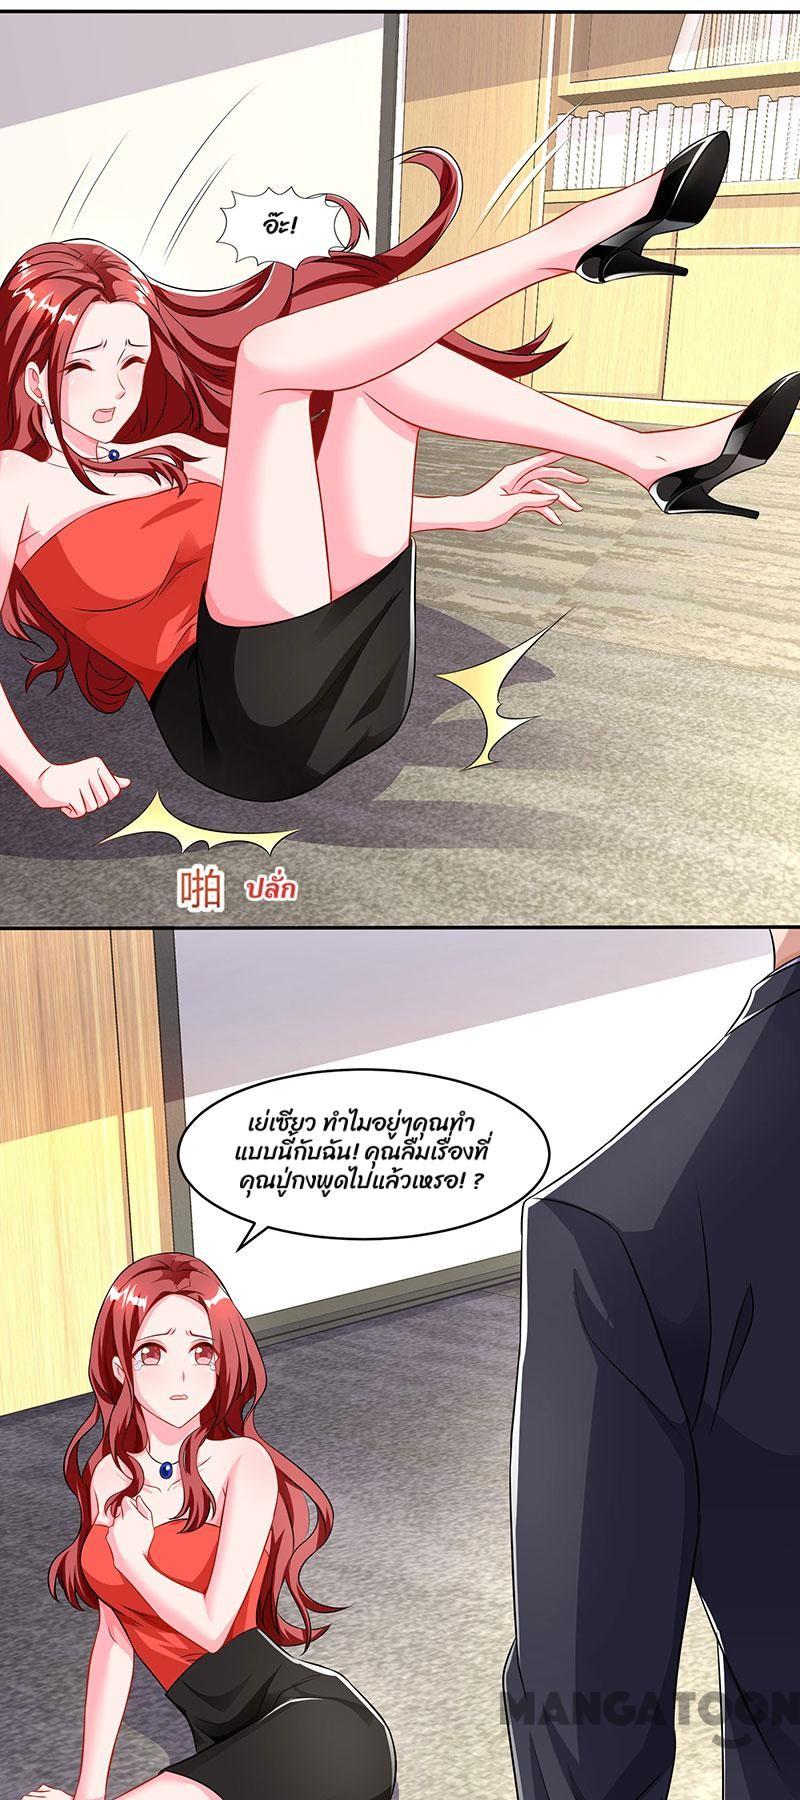 อ๊ะ!
啪 ปลั่ก
เย่เซียว ทำไมอยู่ๆคุณทำ
แบบนี้กับฉัน! คุณลืมเรื่องที่
คุณปู่กงพูดไปแล้วเหรอ! ?
MANGATOON